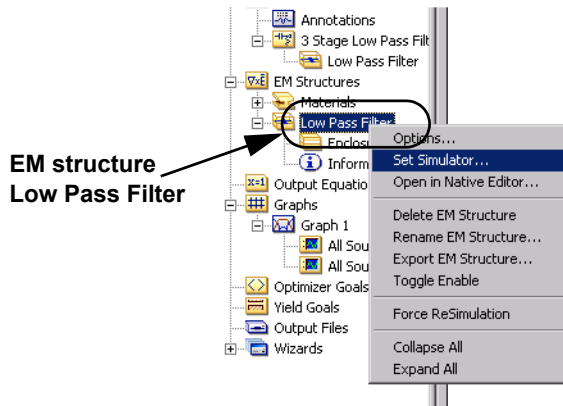 Annotations
3 Stage Low Pass Filt
Low Pass Filter
EM Structures
Materials
Low Pass Filter
Enclosu
Inform
Output Equatio
Graphs
Graph 1
All Sou
All Sou
Optimizer Goals
Yield Goals
Output Files
Wizards
EM structure
Low Pass Filter
Options...
Set Simulator...
Open in Native Editor...
Delete EM Structure
Rename EM Structure...
Export EM Structure...
Toggle Enable
Force ReSimulation
Collapse All
Expand All